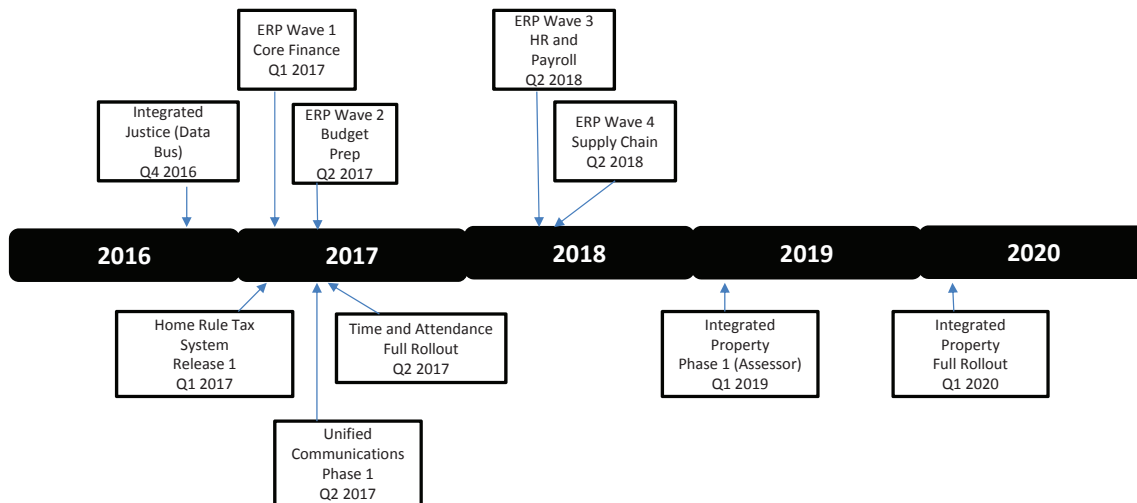 ERP Wave 1
Core Finance
Q1 2017
ERP Wave 3
HR and
Payroll
Q2 2018
Integrated
Justice (Data
Bus)
Q4 2016
ERP Wave 2
Budget
Prep
Q2 2017
ERP Wave 4
Supply Chain
Q2 2018
2016
2017
2018
2019
2020
Home Rule Tax
System
Release 1
Q1 2017
Time and Attendance
Full Rollout
Q2 2017
Integrated
Property
Phase 1 (Assessor)
Q1 2019
Integrated
Property
Full Rollout
Q1 2020
Unified
Communications
Phase 1
Q2 2017